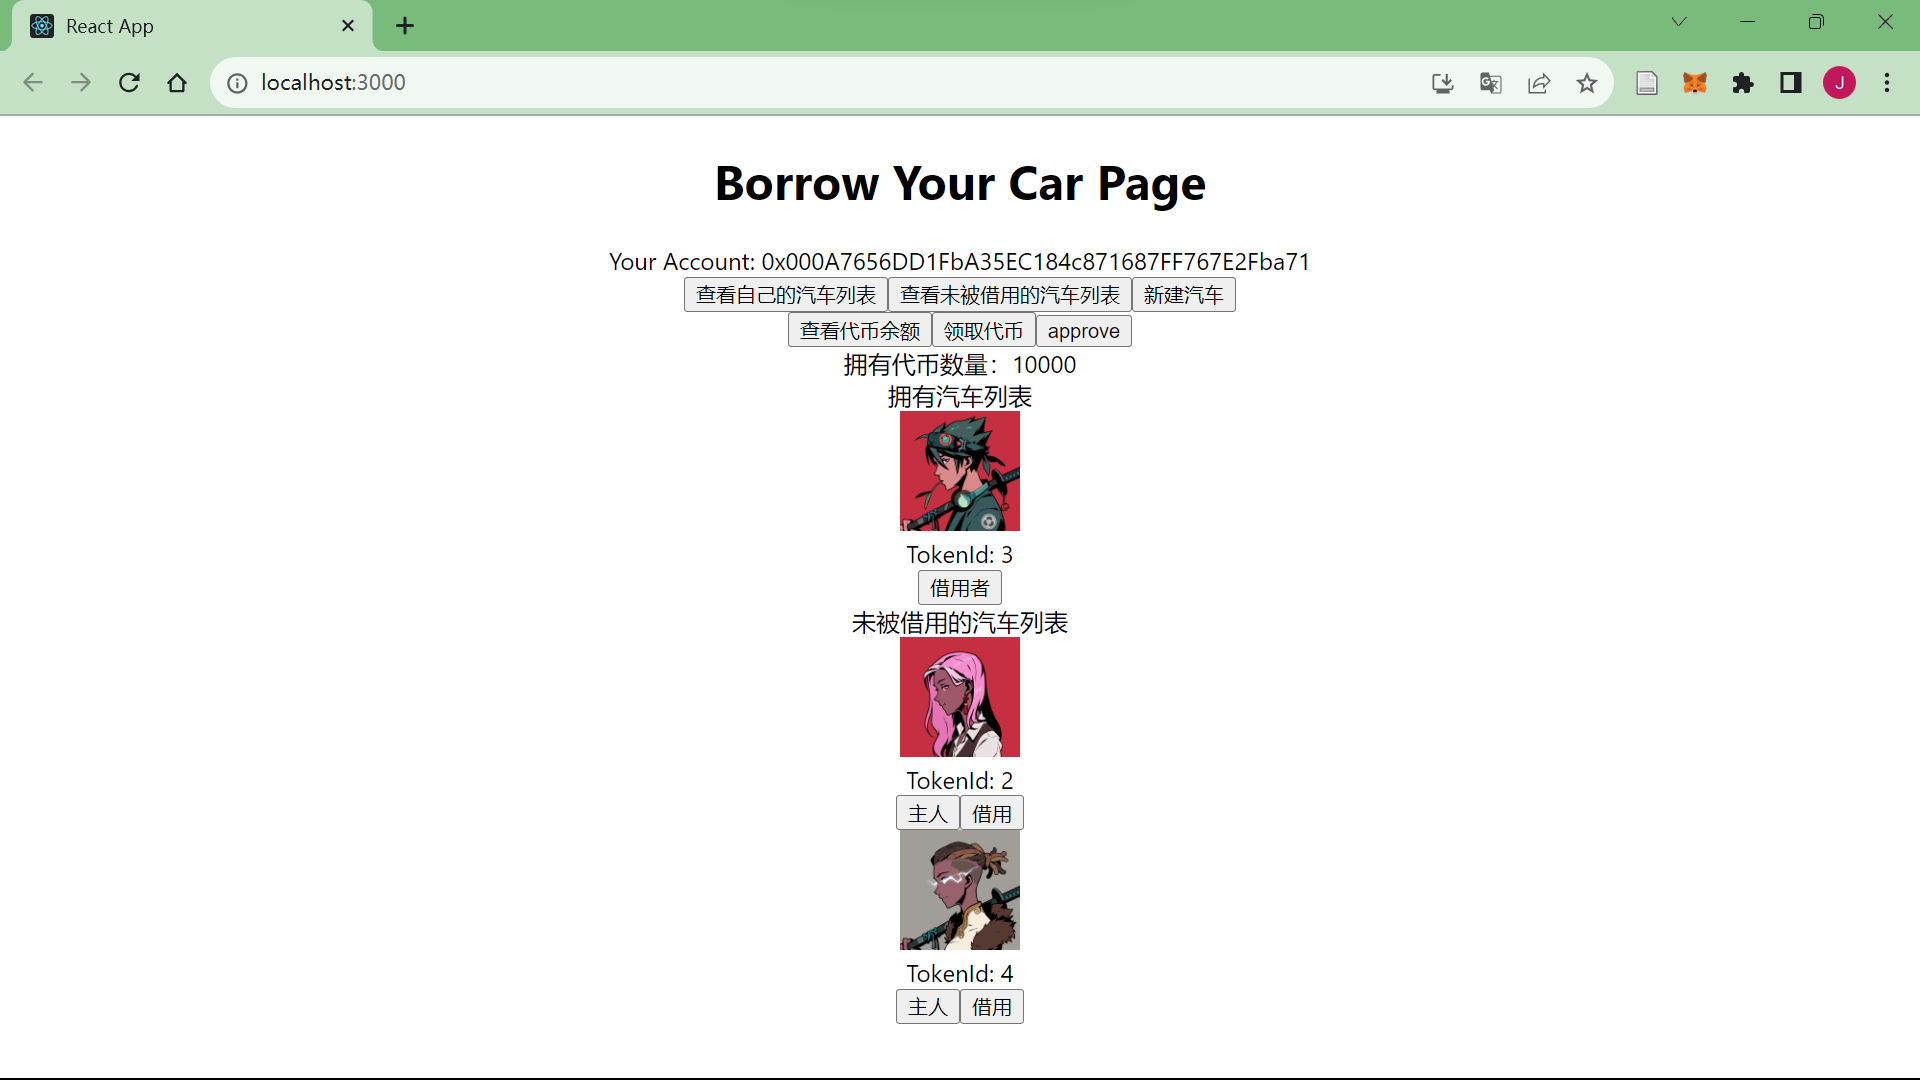 React App
localhost:3000
J
Borrow Your Car Page
Your Account: 0x000A7656DD1FbA35EC184c871687FF767E2Fba71
查看自己的汽车列表 查看未被借用的汽车列表 新建汽车
查看代币余额 领取代币 approve
拥有代币数量：10000
拥有汽车列表
TokenId: 3
借用者
未被借用的汽车列表
TokenId: 2
主人 借用
TokenId: 4
主人 借用